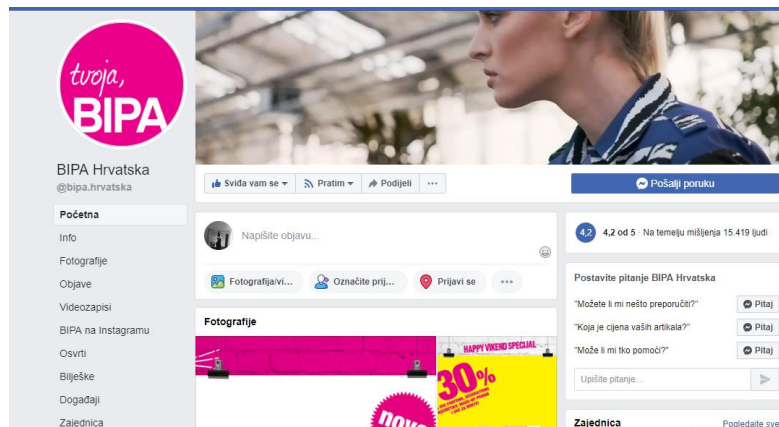 tvoja,
BIPA
BIPA Hrvatska
@bipa.hrvatska
Početna
Info
Fotografije
Objave
Videozapisi
BIPA na Instagramu
Osvrti
Bilješke
Događaji
Zajednica
Sviđa vam se
Pratim
Podijeli
Pošalji poruku
Napišite objavu...
Fotografija/vi...
Označite prij...
Prijavi se
Fotografije
HAPPY VIKEND SPECIJAL
30%
novo
4,2
4,2 od 5 · Na temelju mišljenja 15.419 ljudi
Postavite pitanje BIPA Hrvatska
"Možete li mi nešto preporučiti?"
Pitaj
"Koja je cijena vaših artikala?"
Pitaj
"Može li mi tko pomoći?"
Pitaj
Upišite pitanje...
Zajednica
Pogledajte sve